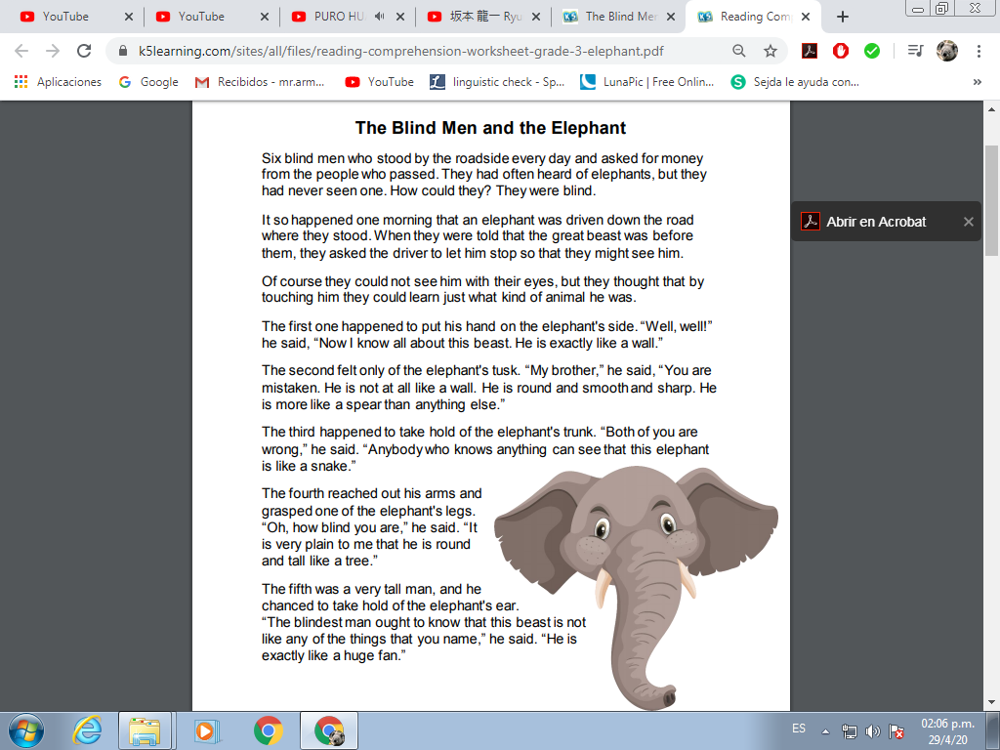 YouTube
YouTube
PURO HU
坂本 龍一 Ryu
The Blind Mer
Reading Com
k5learning.com/sites/all/files/reading-comprehension-worksheet-grade-3-elephant.pdf
Aplicaciones
Google
Recibidos - mr.arm...
YouTube
linguistic check - Sp...
LunaPic | Free Onlin...
Sejda le ayuda con...
»
The Blind Men and the Elephant
Six blind men who stood by the roadside every day and asked for money
from the people who passed. They had often heard of elephants, but they
had never seen one. How could they? They were blind.
It so happened one morning that an elephant was driven down the road
where they stood. When they were told that the great beast was before
them, they asked the driver to let him stop so that they might see him.
Of course they could not see him with their eyes, but they thought that by
touching him they could learn just what kind of animal he was.
The first one happened to put his hand on the elephant's side. “Well, well!”
he said, “Now I know all about this beast. He is exactly like a wall.”
The second felt only of the elephant's tusk. “My brother,” he said, “You are
mistaken. He is not at all like a wall. He is round and smooth and sharp. He
is more like a spear than anything else.”
The third happened to take hold of the elephant's trunk. “Both of you are
wrong,” he said. “Anybody who knows anything can see that this elephant
is like a snake.”
The fourth reached out his arms and
grasped one of the elephant's legs.
“Oh, how blind you are,” he said. “It
is very plain to me that he is round
and tall like a tree.”
The fifth was a very tall man, and he
chanced to take hold of the elephant's ear.
“The blindest man ought to know that this beast is not
like any of the things that you name,” he said. “He is
exactly like a huge fan.”
Abrir en Acrobat
ES
02:06 p.m.
29/4/20